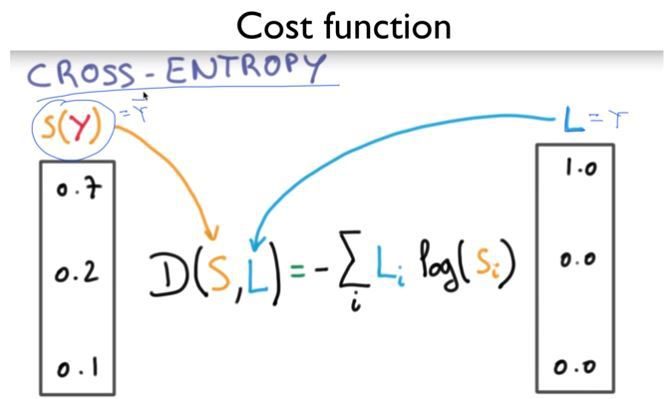 Cost function
CROSS-ENTROPY
S(Y) = Ȳ
L = Y
0.7
0.2
0.1
D(S,L) = - ∑ᵢ Lᵢ log(Sᵢ)
1.0
0.0
0.0